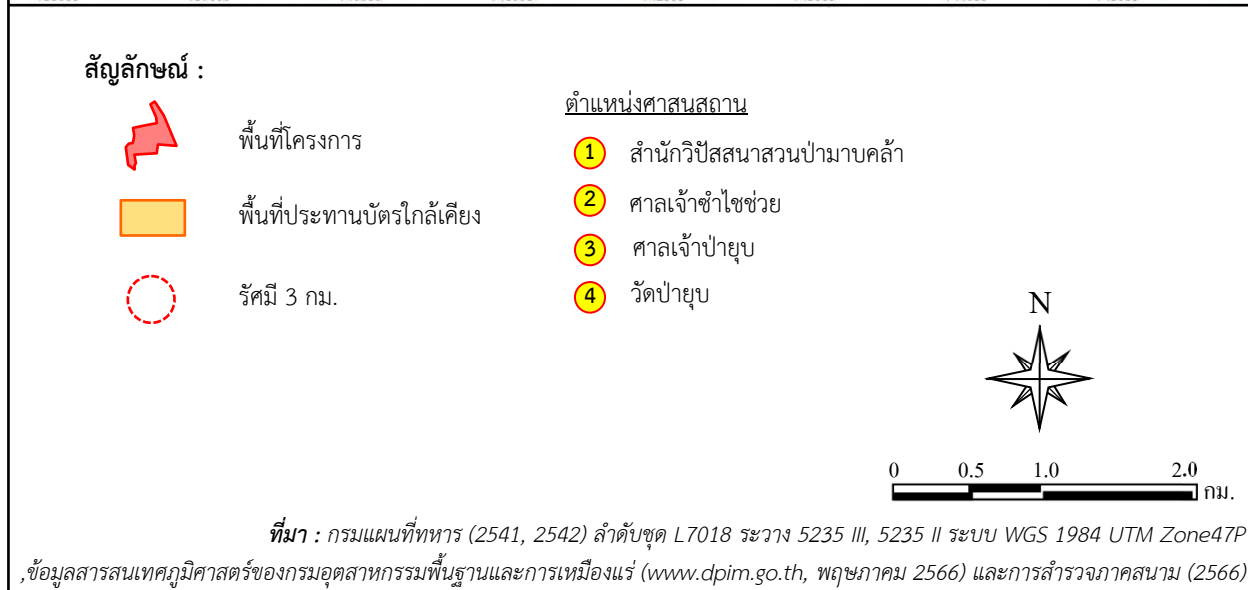 สัญลักษณ์ :
พื้นที่โครงการ
พื้นที่ประทานบัตรใกล้เคียง
รัศมี 3 กม.
ตำแหน่งศาสนสถาน
1 สำนักวิปัสสนาสวนป่ามาบคล้า
2 ศาลเจ้าซำไชช่วย
3 ศาลเจ้าป่ายุบ
4 วัดป่ายุบ
N
0 0.5 1.0 2.0
กม.
ที่มา : กรมแผนที่ทหาร (2541, 2542) ลำดับชุด L7018 ระวาง 5235 III, 5235 II ระบบ WGS 1984 UTM Zone47P
,ข้อมูลสารสนเทศภูมิศาสตร์ของกรมอุตสาหกรรมพื้นฐานและการเหมืองแร่ (www.dpim.go.th, พฤษภาคม 2566) และการสำรวจภาคสนาม (2566)